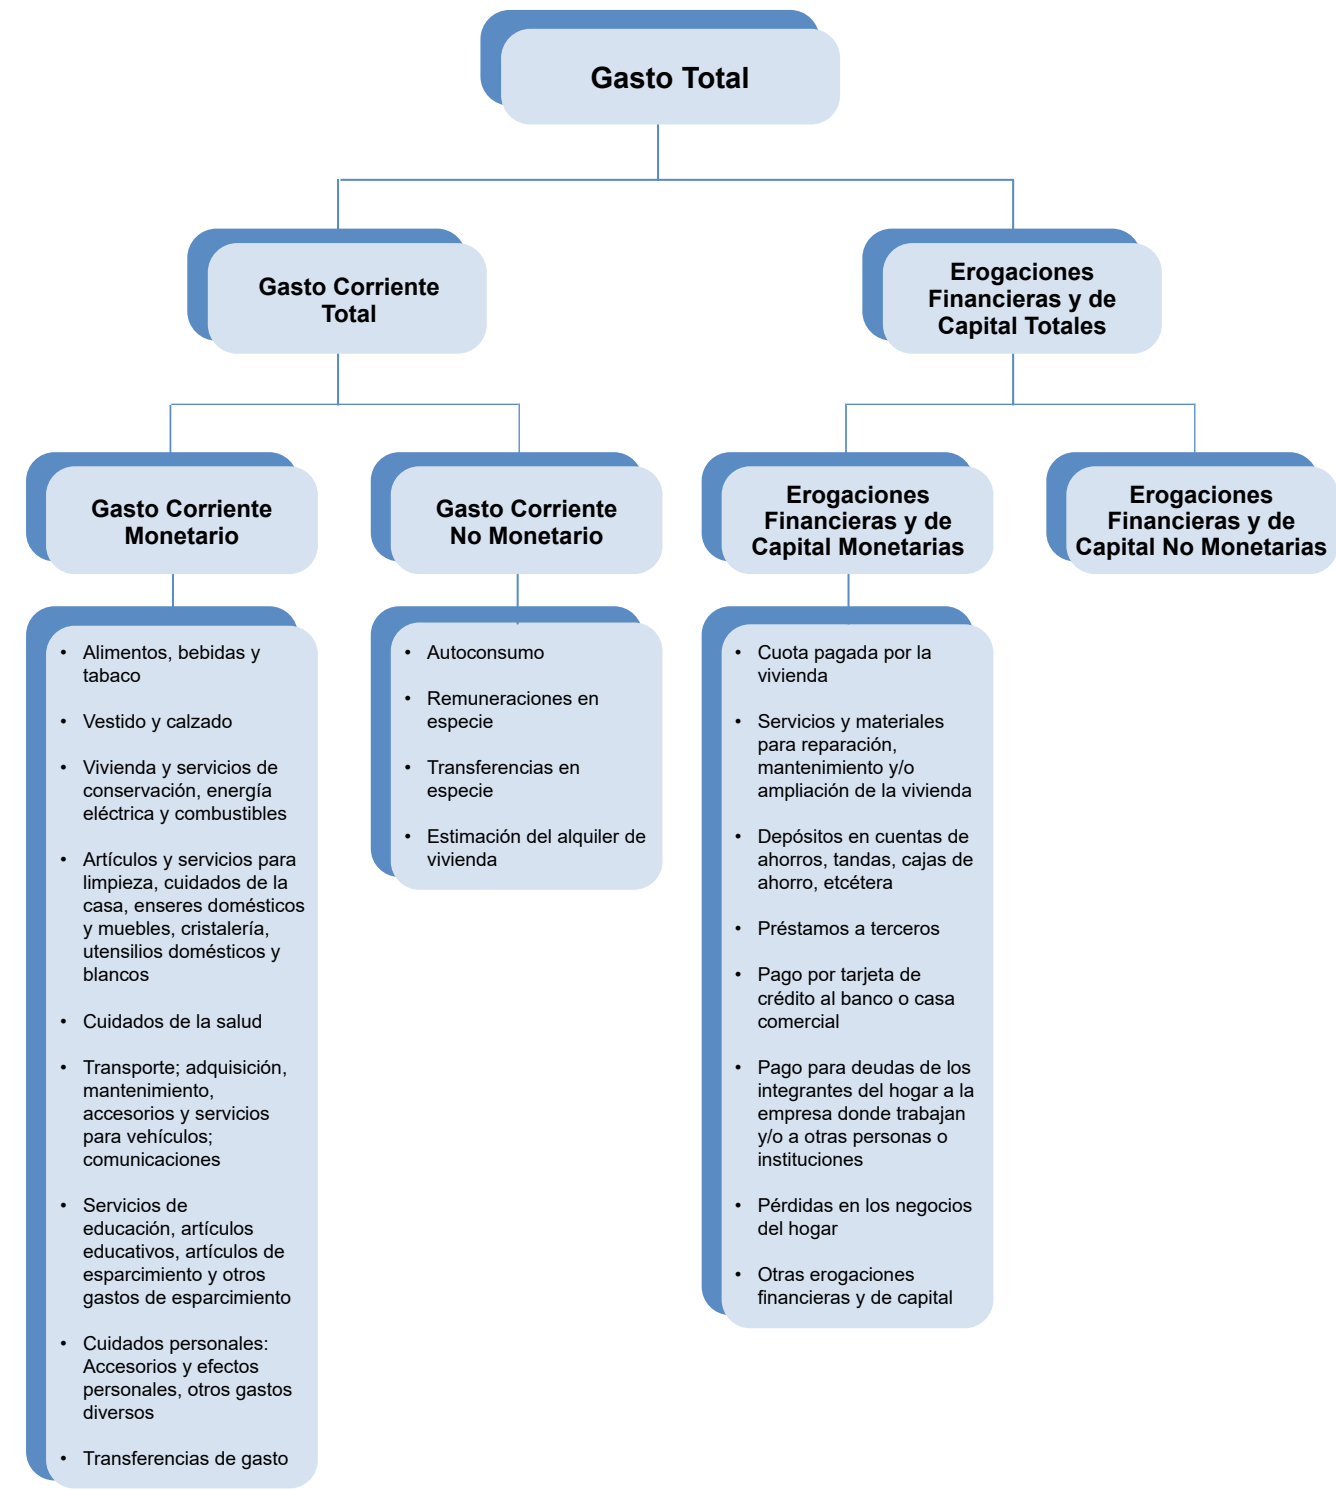 Gasto Total
Gasto Corriente
Total
Erogaciones
Financieras y de
Capital Totales
Gasto Corriente
Monetario
Gasto Corriente
No Monetario
Erogaciones
Financieras y de
Capital Monetarias
Erogaciones
Financieras y de
Capital No Monetarias
• Alimentos, bebidas y
tabaco
• Vestido y calzado
• Vivienda y servicios de
conservación, energía
eléctrica y combustibles
• Artículos y servicios para
limpieza, cuidados de la
casa, enseres domésticos
y muebles, cristalería,
utensilios domésticos y
blancos
• Cuidados de la salud
• Transporte; adquisición,
mantenimiento,
accesorios y servicios
para vehículos;
comunicaciones
• Servicios de
educación, artículos
educativos, artículos de
esparcimiento y otros
gastos de esparcimiento
• Cuidados personales:
Accesorios y efectos
personales, otros gastos
diversos
• Transferencias de gasto
• Autoconsumo
• Remuneraciones en
especie
• Transferencias en
especie
• Estimación del alquiler de
vivienda
• Cuota pagada por la
vivienda
• Servicios y materiales
para reparación,
mantenimiento y/o
ampliación de la vivienda
• Depósitos en cuentas de
ahorros, tandas, cajas de
ahorro, etcétera
• Préstamos a terceros
• Pago por tarjeta de
crédito al banco o casa
comercial
• Pago para deudas de los
integrantes del hogar a la
empresa donde trabajan
y/o a otras personas o
instituciones
• Pérdidas en los negocios
del hogar
• Otras erogaciones
financieras y de capital